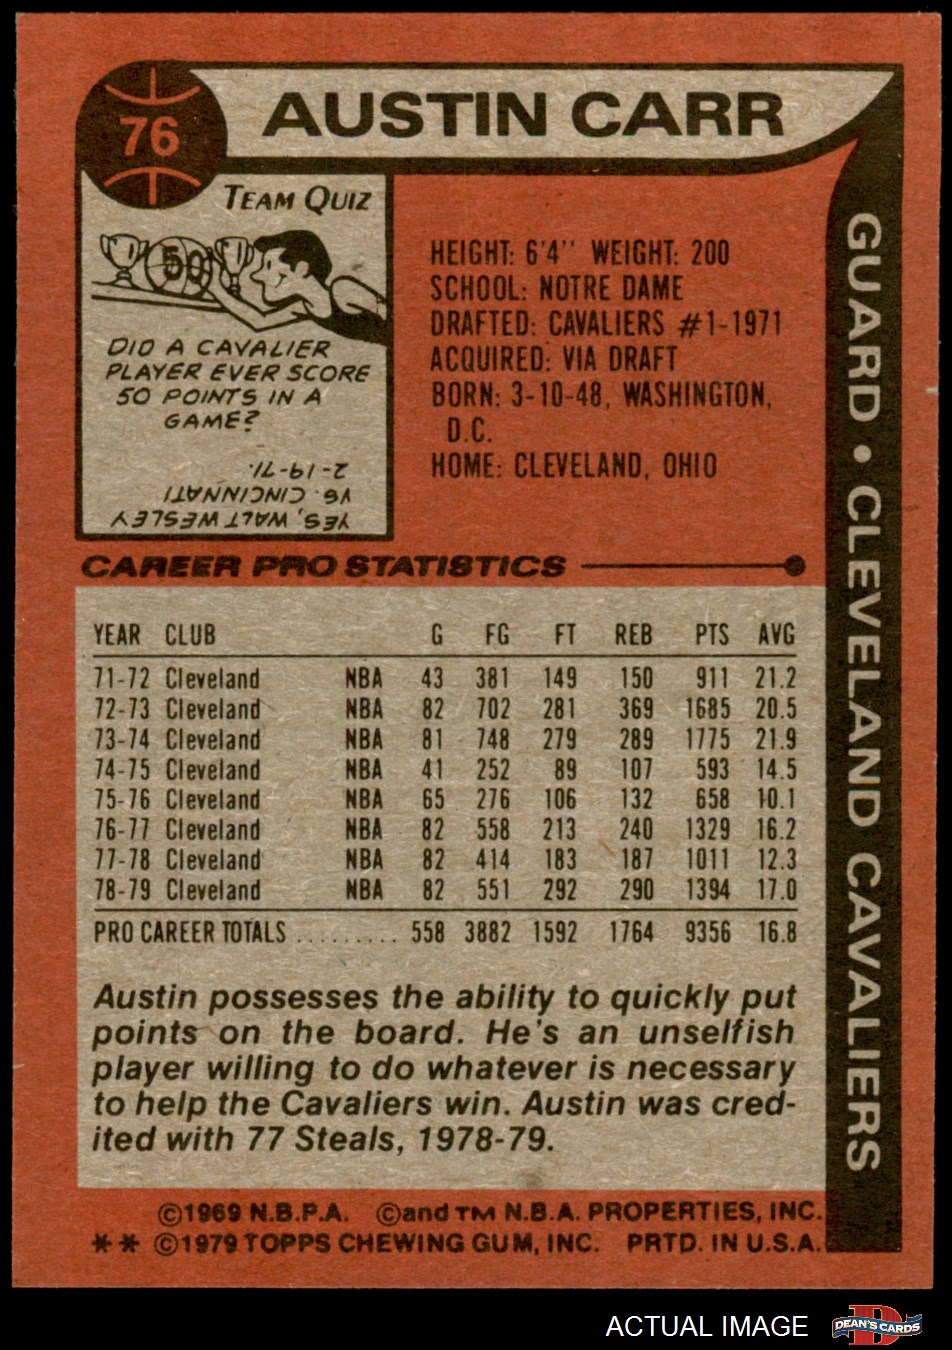 76
AUSTIN CARR
TEAM QUIZ
50
DID A CAVALIER
PLAYER EVER SCORE
50 POINTS IN A
GAME?
YES, WALT WESLEY
VS. CINCINNATI
2-19-71.
HEIGHT: 6'4'' WEIGHT: 200
SCHOOL: NOTRE DAME
DRAFTED: CAVALIERS #1-1971
ACQUIRED: VIA DRAFT
BORN: 3-10-48, WASHINGTON,
D.C.
HOME: CLEVELAND, OHIO
GUARD • CLEVELAND CAVALIERS
CAREER PRO STATISTICS
YEAR CLUB G FG FT REB PTS AVG
71-72 Cleveland NBA 43 381 149 150 911 21.2
72-73 Cleveland NBA 82 702 281 369 1685 20.5
73-74 Cleveland NBA 81 748 279 289 1775 21.9
74-75 Cleveland NBA 41 252 89 107 593 14.5
75-76 Cleveland NBA 65 276 106 132 658 10.1
76-77 Cleveland NBA 82 558 213 240 1329 16.2
77-78 Cleveland NBA 82 414 183 187 1011 12.3
78-79 Cleveland NBA 82 551 292 290 1394 17.0
PRO CAREER TOTALS ......... 558 3882 1592 1764 9356 16.8
Austin possesses the ability to quickly put
points on the board. He's an unselfish
player willing to do whatever is necessary
to help the Cavaliers win. Austin was cred-
ited with 77 Steals, 1978-79.
©1969 N.B.P.A. ©and TM N.B.A. PROPERTIES, INC.
** ©1979 TOPPS CHEWING GUM, INC. PRTD. IN U.S.A.
ACTUAL IMAGE
DEAN'S CARDS